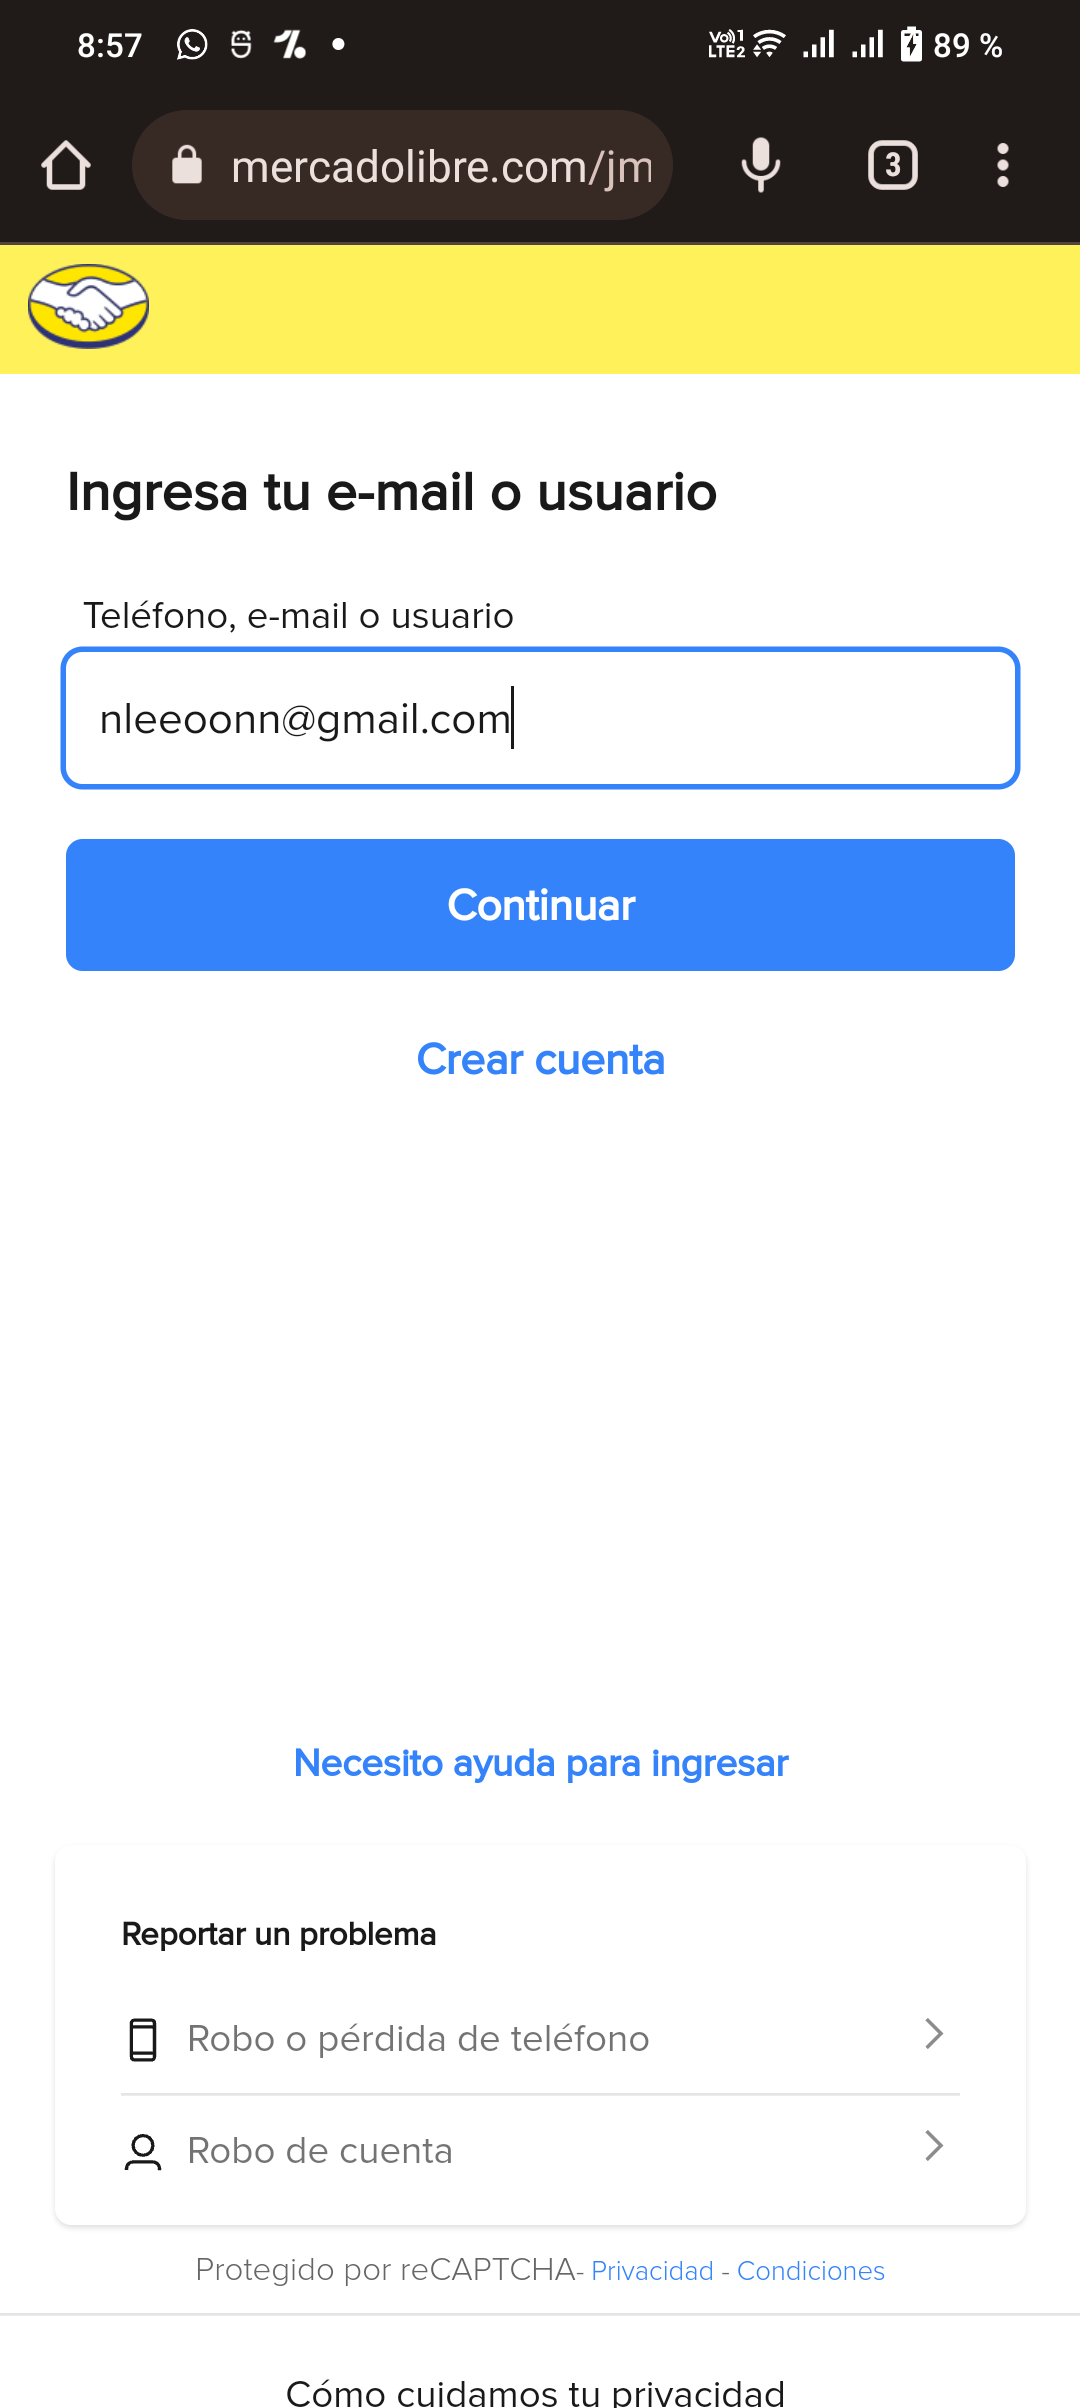 8:57
Vo)) 1
LTE2
89 %
mercadolibre.com/jm
3
Ingresa tu e-mail o usuario
Teléfono, e-mail o usuario
nleeoonn@gmail.com
Continuar
Crear cuenta
Necesito ayuda para ingresar
Reportar un problema
Robo o pérdida de teléfono
Robo de cuenta
Protegido por reCAPTCHA- Privacidad - Condiciones
Cómo cuidamos tu privacidad